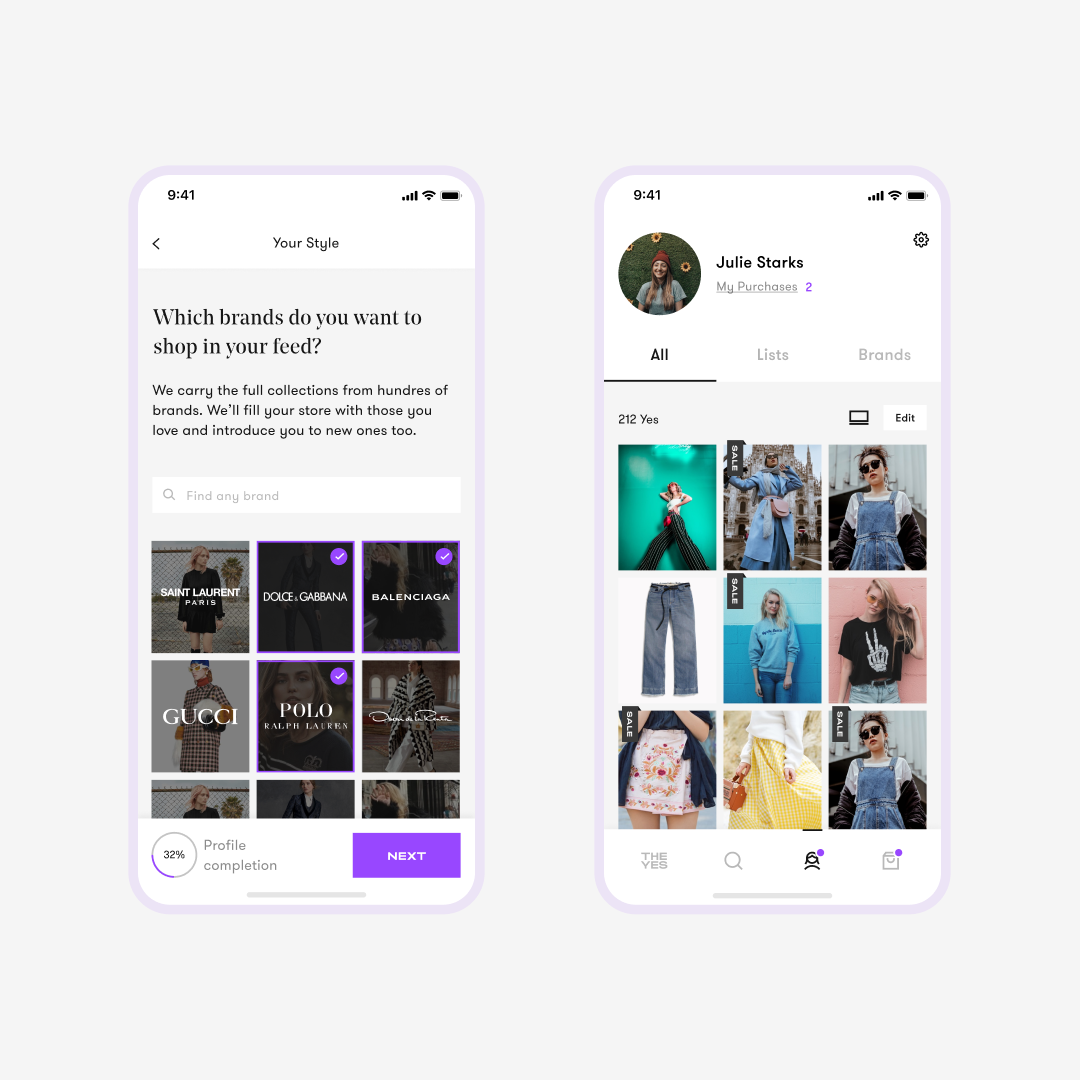 9:41
Your Style
Which brands do you want to
shop in your feed?
We carry the full collections from hundres of
brands. We’ll fill your store with those you
love and introduce you to new ones too.
Find any brand
SAINT LAURENT
PARIS
DOLCE & GABBANA
BALENCIAGA
GUCCI
POLO
RALPH LAUREN
Oscar de la Renta
32%
Profile
completion
NEXT
9:41
Julie Starks
My Purchases 2
All
Lists
Brands
212 Yes
Edit
SALE
SALE
SALE
SALE
THE
YES